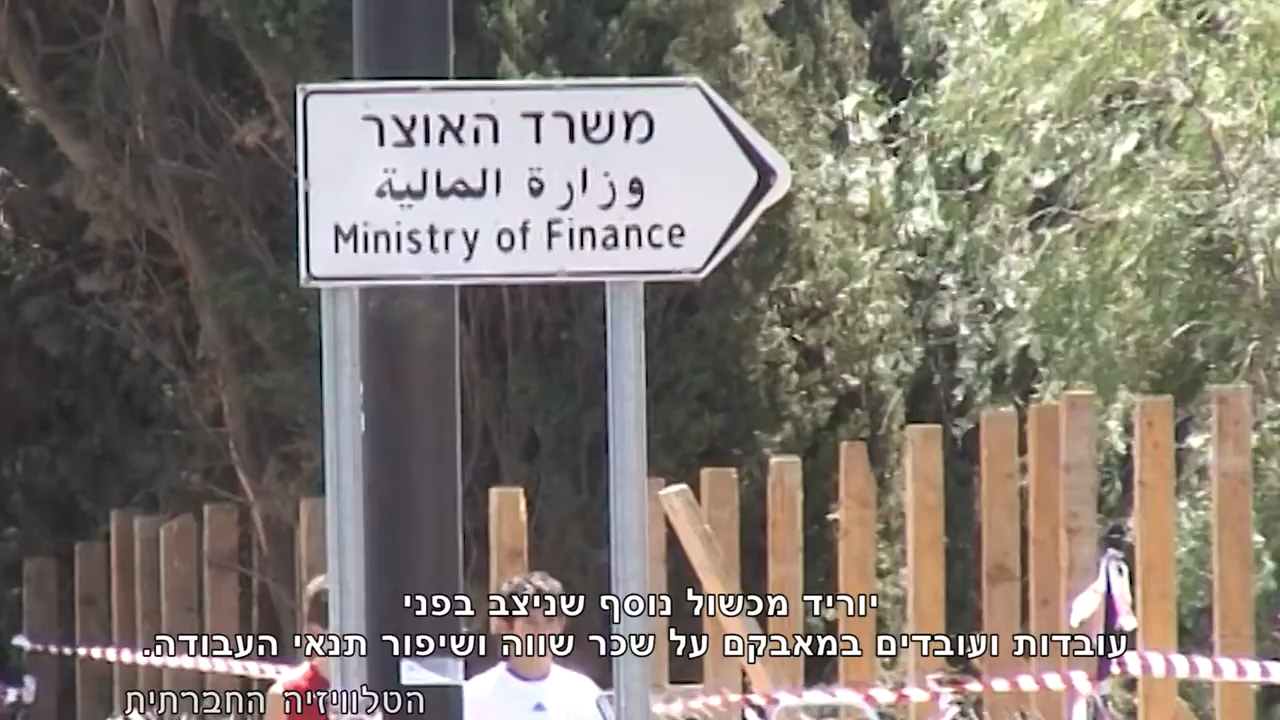 משרד האוצר
وزارة المالية
Ministry of Finance
יוריד מכשול נוסף שניצב בפני
עובדות ועובדים במאבקם על שכר שווה ושיפור תנאי העבודה.
הטלוויזיה החברתית